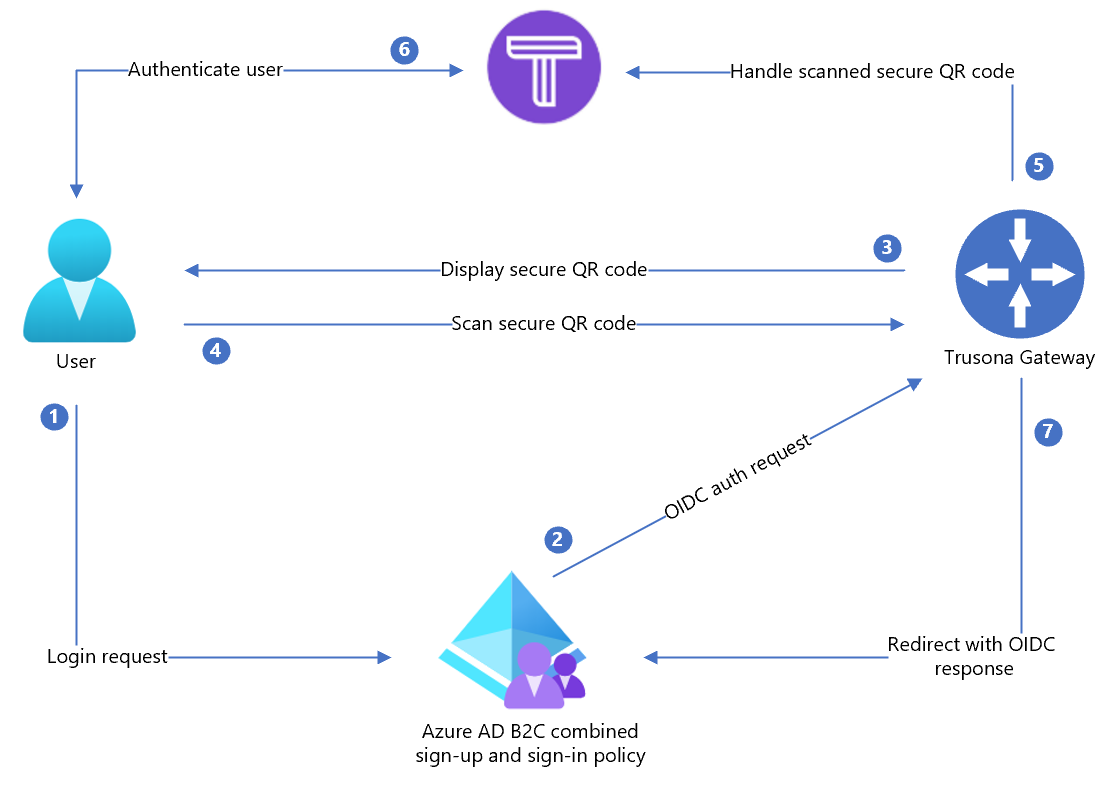 6
Authenticate user
Handle scanned secure QR code
5
3
Display secure QR code
Scan secure QR code
4
User
Trusona Gateway
1
7
OIDC auth request
2
Login request
Redirect with OIDC
response
Azure AD B2C combined
sign-up and sign-in policy